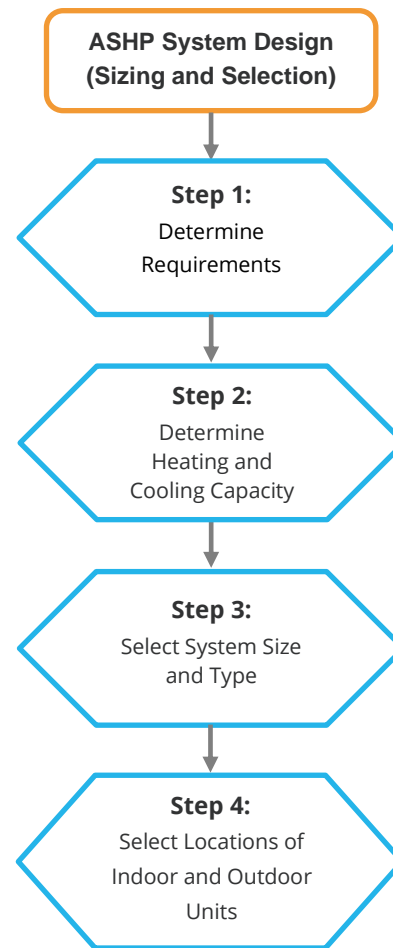 ASHP System Design
(Sizing and Selection)
Step 1:
Determine
Requirements
Step 2:
Determine
Heating and
Cooling Capacity
Step 3:
Select System Size
and Type
Step 4:
Select Locations of
Indoor and Outdoor
Units